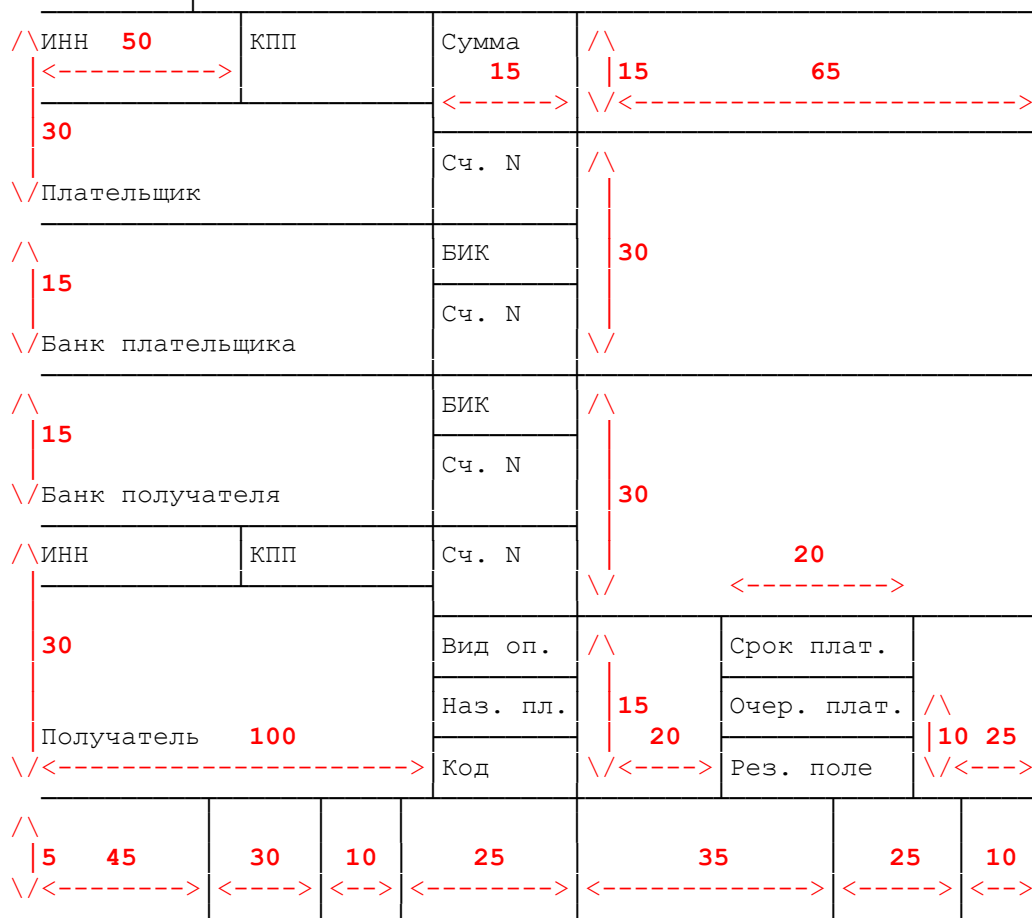 ИНН 50 КПП Сумма
15 15 65
30
Сч. N
Плательщик
БИК 30
15
Сч. N
Банк плательщика
БИК
15
Сч. N
Банк получателя 30
ИНН КПП Сч. N 20
30 Вид оп. Срок плат.
Наз. пл. 15 Очер. плат.
Получатель 100 20 10 25
Код Рез. поле
5 45 30 10 25 35 25 10